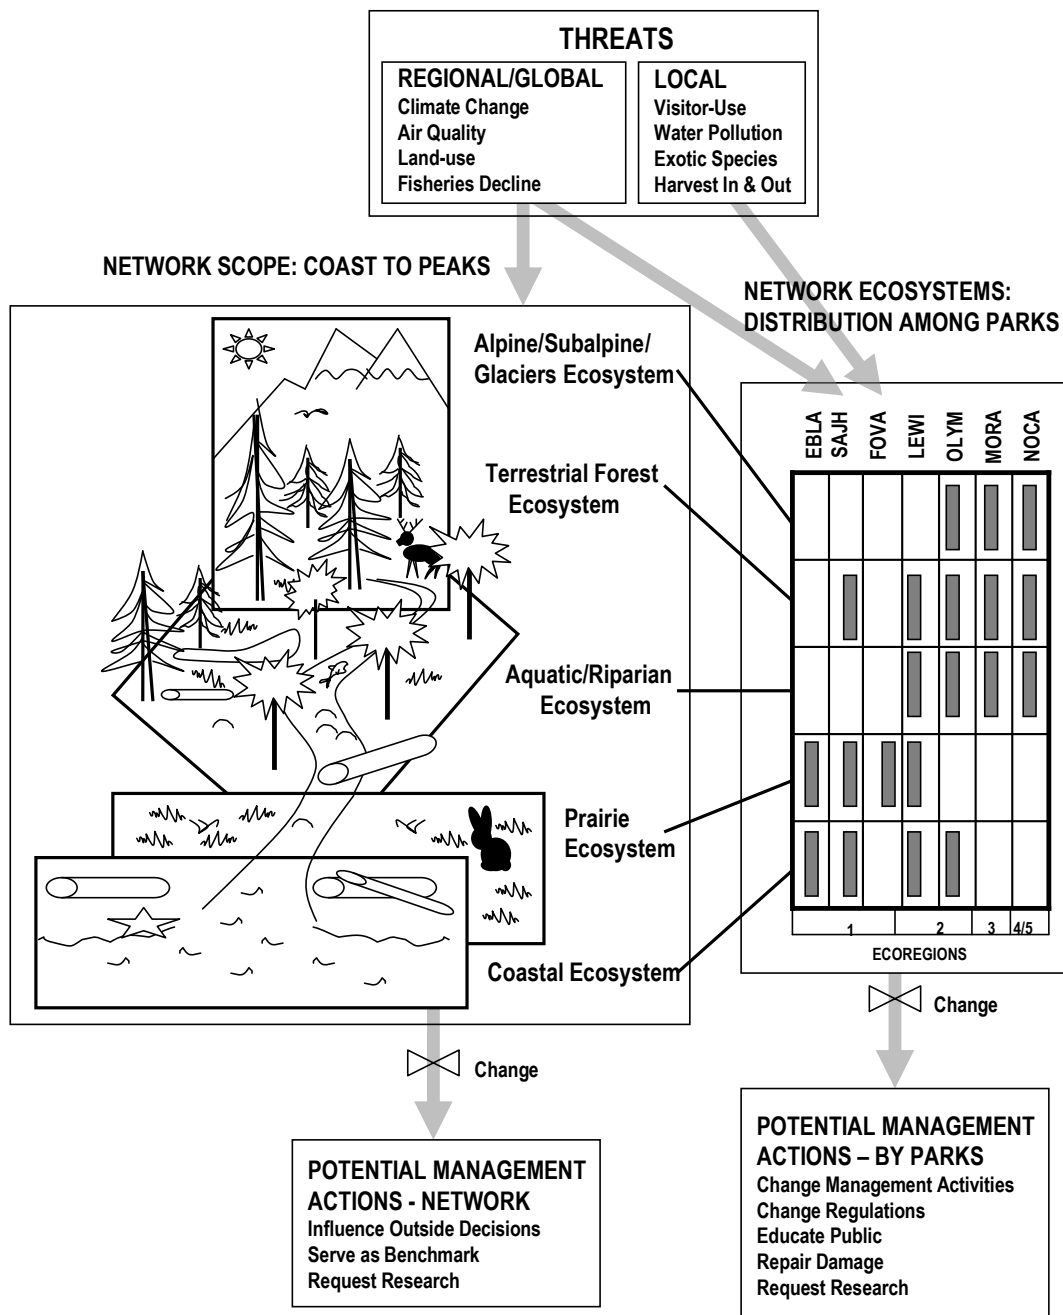 THREATS
REGIONAL/GLOBAL
Climate Change
Air Quality
Land-use
Fisheries Decline
LOCAL
Visitor-Use
Water Pollution
Exotic Species
Harvest In & Out
NETWORK SCOPE: COAST TO PEAKS
Alpine/Subalpine/
Glaciers Ecosystem
Terrestrial Forest
Ecosystem
Aquatic/Riparian
Ecosystem
Prairie
Ecosystem
Coastal Ecosystem
NETWORK ECOSYSTEMS:
DISTRIBUTION AMONG PARKS
EBLA
SAJH
FOVA
LEWI
OLYM
MORA
NOCA
1 2 3 4/5
ECOREGIONS
Change
Change
POTENTIAL MANAGEMENT
ACTIONS - NETWORK
Influence Outside Decisions
Serve as Benchmark
Request Research
POTENTIAL MANAGEMENT
ACTIONS – BY PARKS
Change Management Activities
Change Regulations
Educate Public
Repair Damage
Request Research